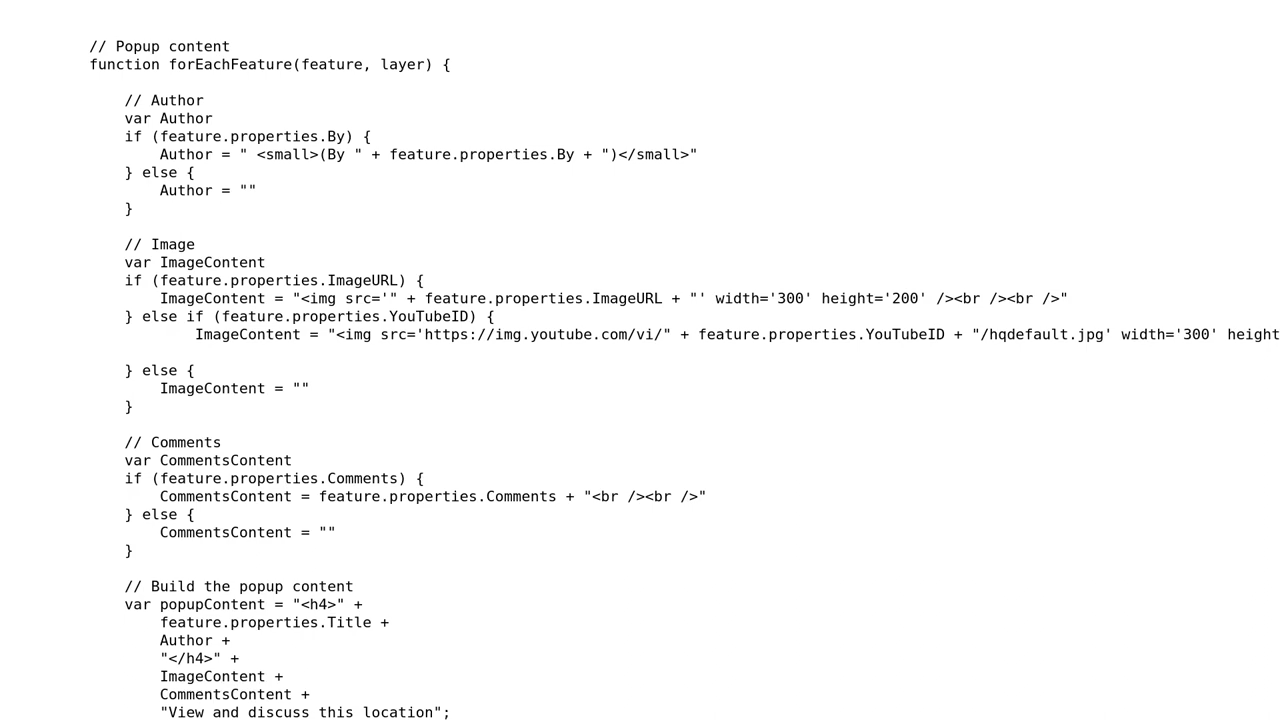 // Popup content
function forEachFeature(feature, layer) {
// Author
var Author
if (feature.properties.By) {
Author = " <small>(By " + feature.properties.By + ")</small>"
} else {
Author = ""
}
// Image
var ImageContent
if (feature.properties.ImageURL) {
ImageContent = "<img src='" + feature.properties.ImageURL + "' width='300' height='200' /><br /><br />"
} else if (feature.properties.YouTubeID) {
ImageContent = "<img src='https://img.youtube.com/vi/" + feature.properties.YouTubeID + "/hqdefault.jpg' width='300' height
} else {
ImageContent = ""
}
// Comments
var CommentsContent
if (feature.properties.Comments) {
CommentsContent = feature.properties.Comments + "<br /><br />"
} else {
CommentsContent = ""
}
// Build the popup content
var popupContent = "<h4>" +
feature.properties.Title +
Author +
"</h4>" +
ImageContent +
CommentsContent +
"View and discuss this location";